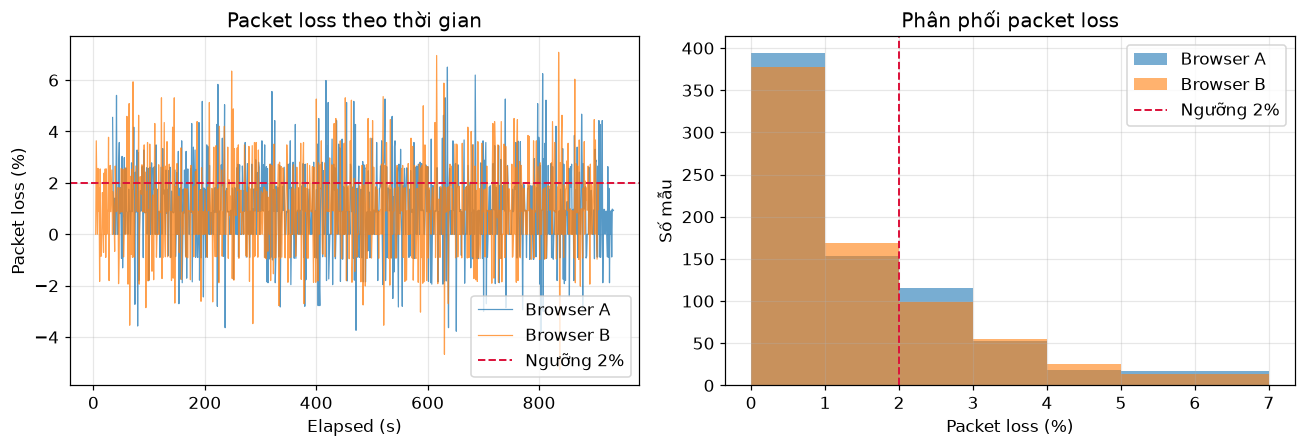 Packet loss theo thời gian
Packet loss (%)
6
4
2
0
−2
−4
0
200
400
600
800
Elapsed (s)
Browser A
Browser B
Ngưỡng 2%
Phân phối packet loss
Số mẫu
400
350
300
250
200
150
100
50
0
0
1
2
3
4
5
6
7
Packet loss (%)
Browser A
Browser B
Ngưỡng 2%